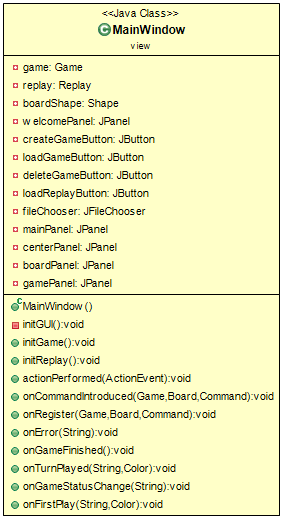 <<Java Class>>
MainWindow
view
game: Game
replay: Replay
boardShape: Shape
welcomePanel: JPanel
createGameButton: JButton
loadGameButton: JButton
deleteGameButton: JButton
loadReplayButton: JButton
fileChooser: JFileChooser
mainPanel: JPanel
centerPanel: JPanel
boardPanel: JPanel
gamePanel: JPanel
MainWindow()
initGUI():void
initGame():void
initReplay():void
actionPerformed(ActionEvent):void
onCommandIntroduced(Game,Board,Command):void
onRegister(Game,Board,Command):void
onError(String):void
onGameFinished():void
onTurnPlayed(String,Color):void
onGameStatusChange(String):void
onFirstPlay(String,Color):void